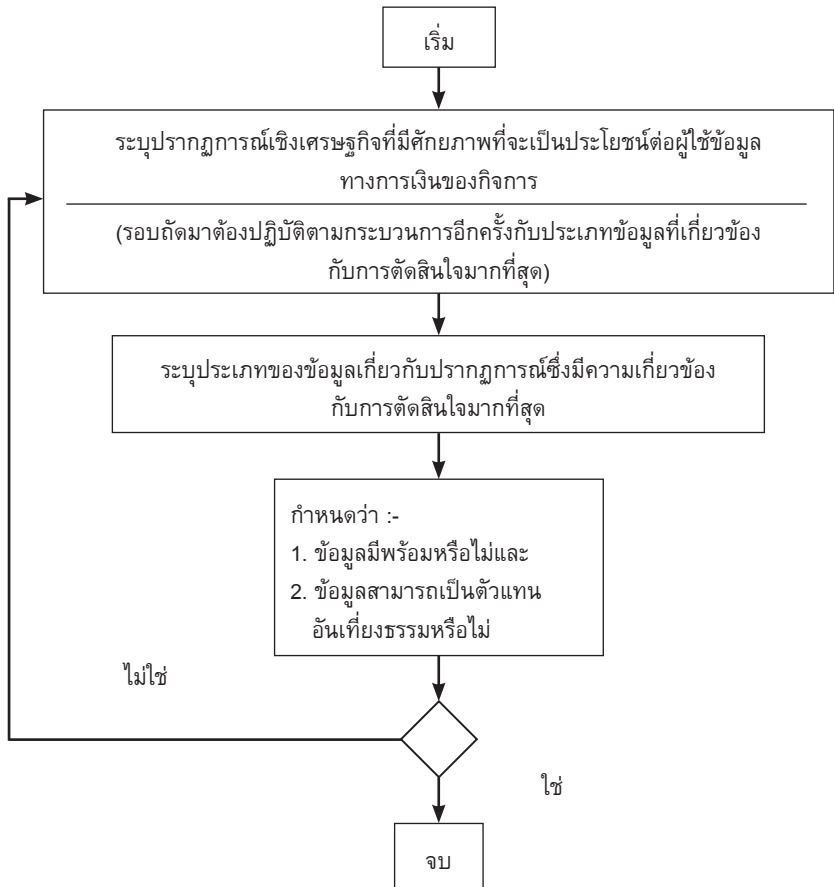 เริ่ม
ระบุปรากฏการณ์เชิงเศรษฐกิจที่มีศักยภาพที่จะเป็นประโยชน์ต่อผู้ใช้ข้อมูล
ทางการเงินของกิจการ
(รอบถัดมาต้องปฏิบัติตามกระบวนการอีกครั้งกับประเภทข้อมูลที่เกี่ยวข้อง
กับการตัดสินใจมากที่สุด)
ระบุประเภทของข้อมูลเกี่ยวกับปรากฏการณ์ซึ่งมีความเกี่ยวข้อง
กับการตัดสินใจมากที่สุด
กำหนดว่า :-
1. ข้อมูลมีพร้อมหรือไม่และ
2. ข้อมูลสามารถเป็นตัวแทน
อันเที่ยงธรรมหรือไม่
ไม่ใช่
ใช่
จบ